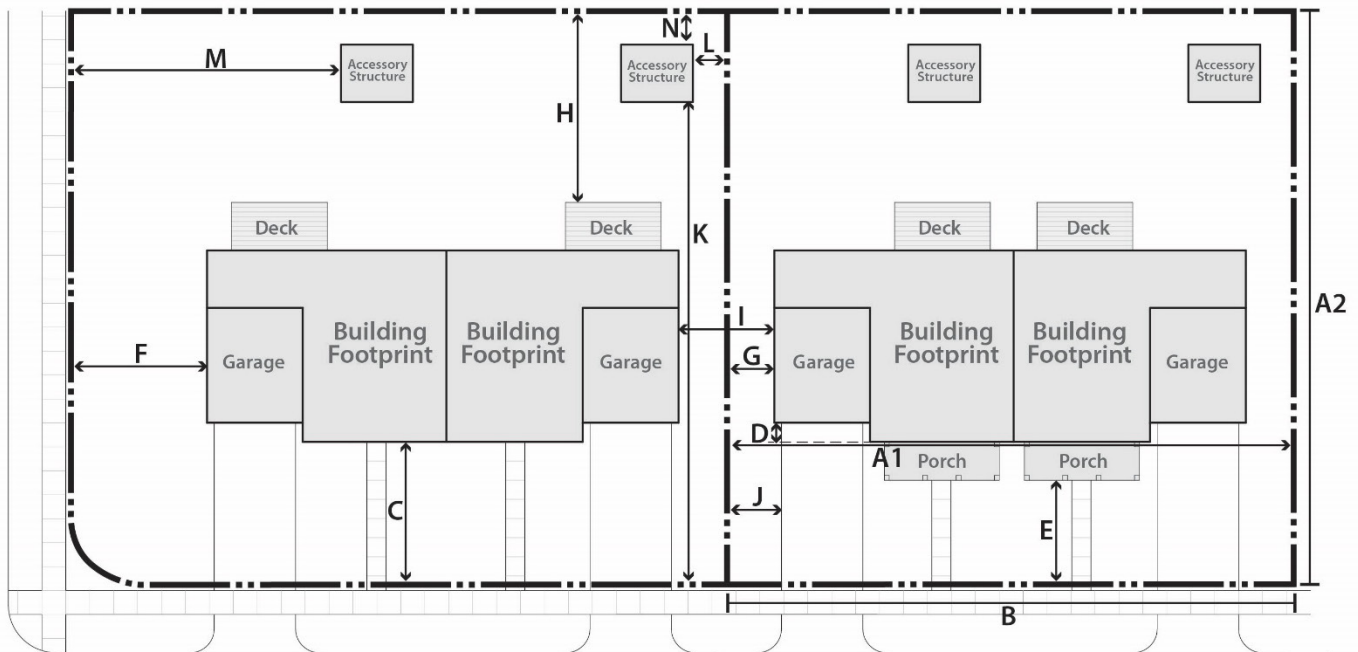 N
L
M
Accessory
Structure
Accessory
Structure
Accessory
Structure
Accessory
Structure
H
Deck
Deck
Deck
Deck
K
A2
Building
Footprint
Building
Footprint
Building
Footprint
Building
Footprint
I
F
Garage
Garage
G
Garage
Garage
D
A1
Porch
Porch
C
J
E
B